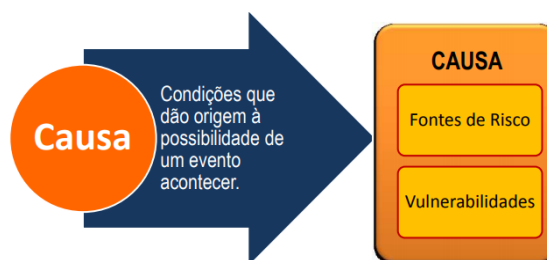 Causa
Condições que
dão origem à
possibilidade de
um evento
acontecer.
CAUSA
Fontes de Risco
Vulnerabilidades